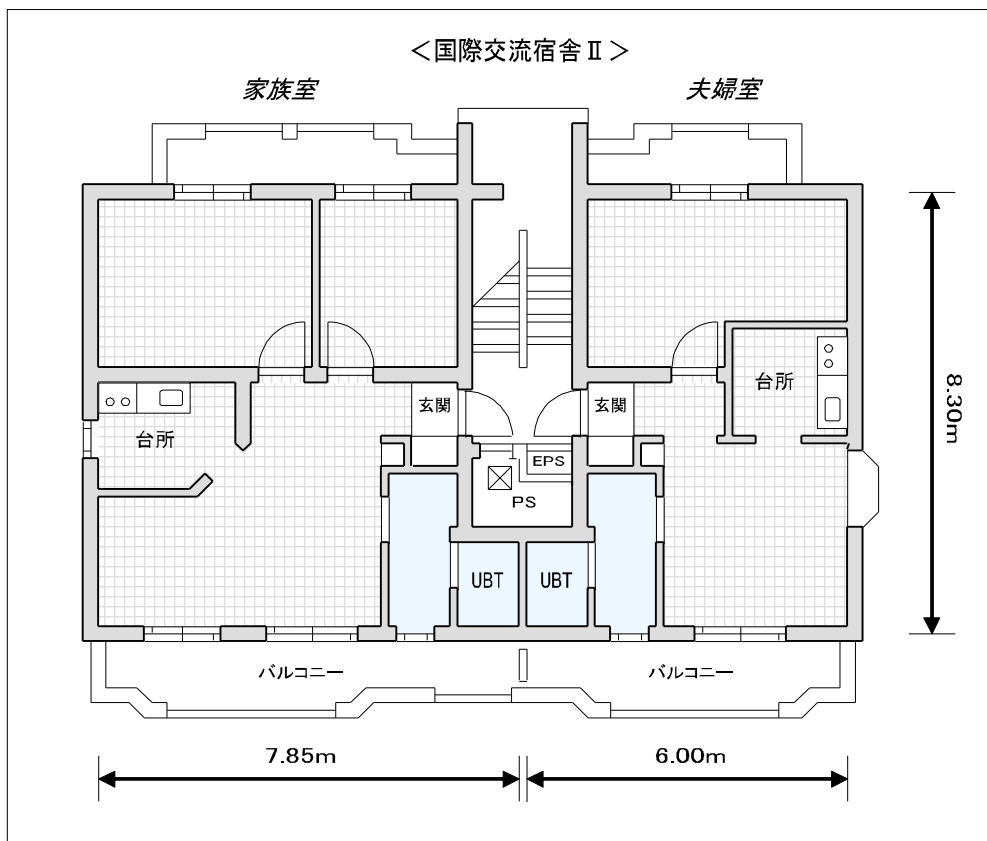 <国際交流宿舎Ⅱ>
家族室
夫婦室
台所
玄関
玄関
台所
EPS
PS
UBT
UBT
8.30m
バルコニー
バルコニー
7.85m
6.00m